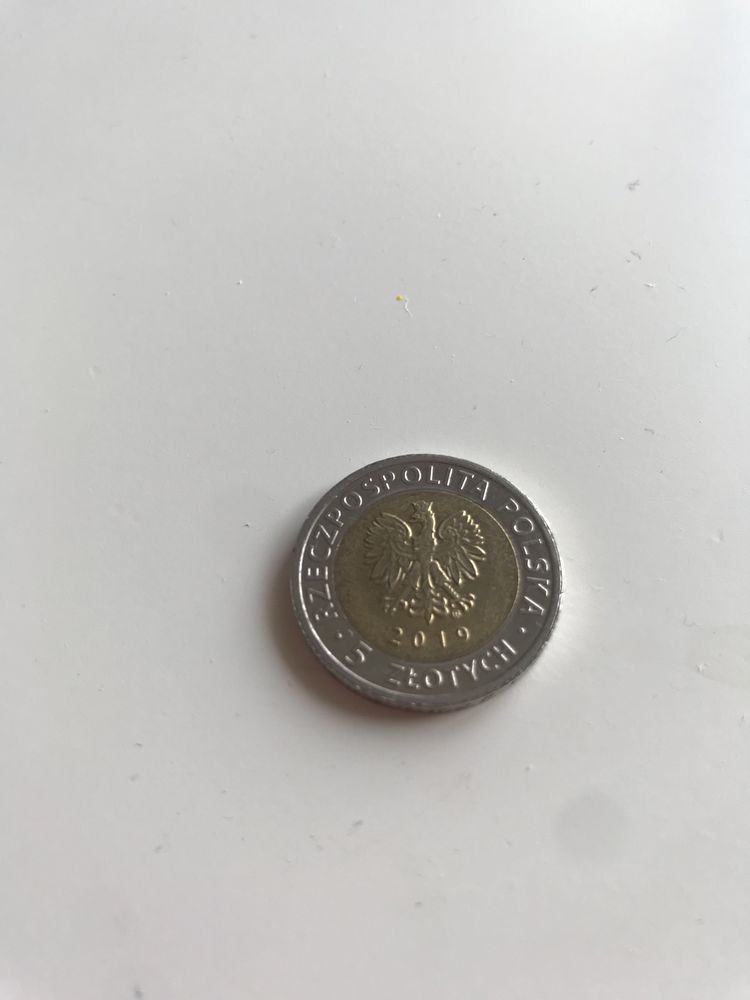 RZECZPOSPOLITA POLSKA
2019
· 5 ZŁOTYCH ·